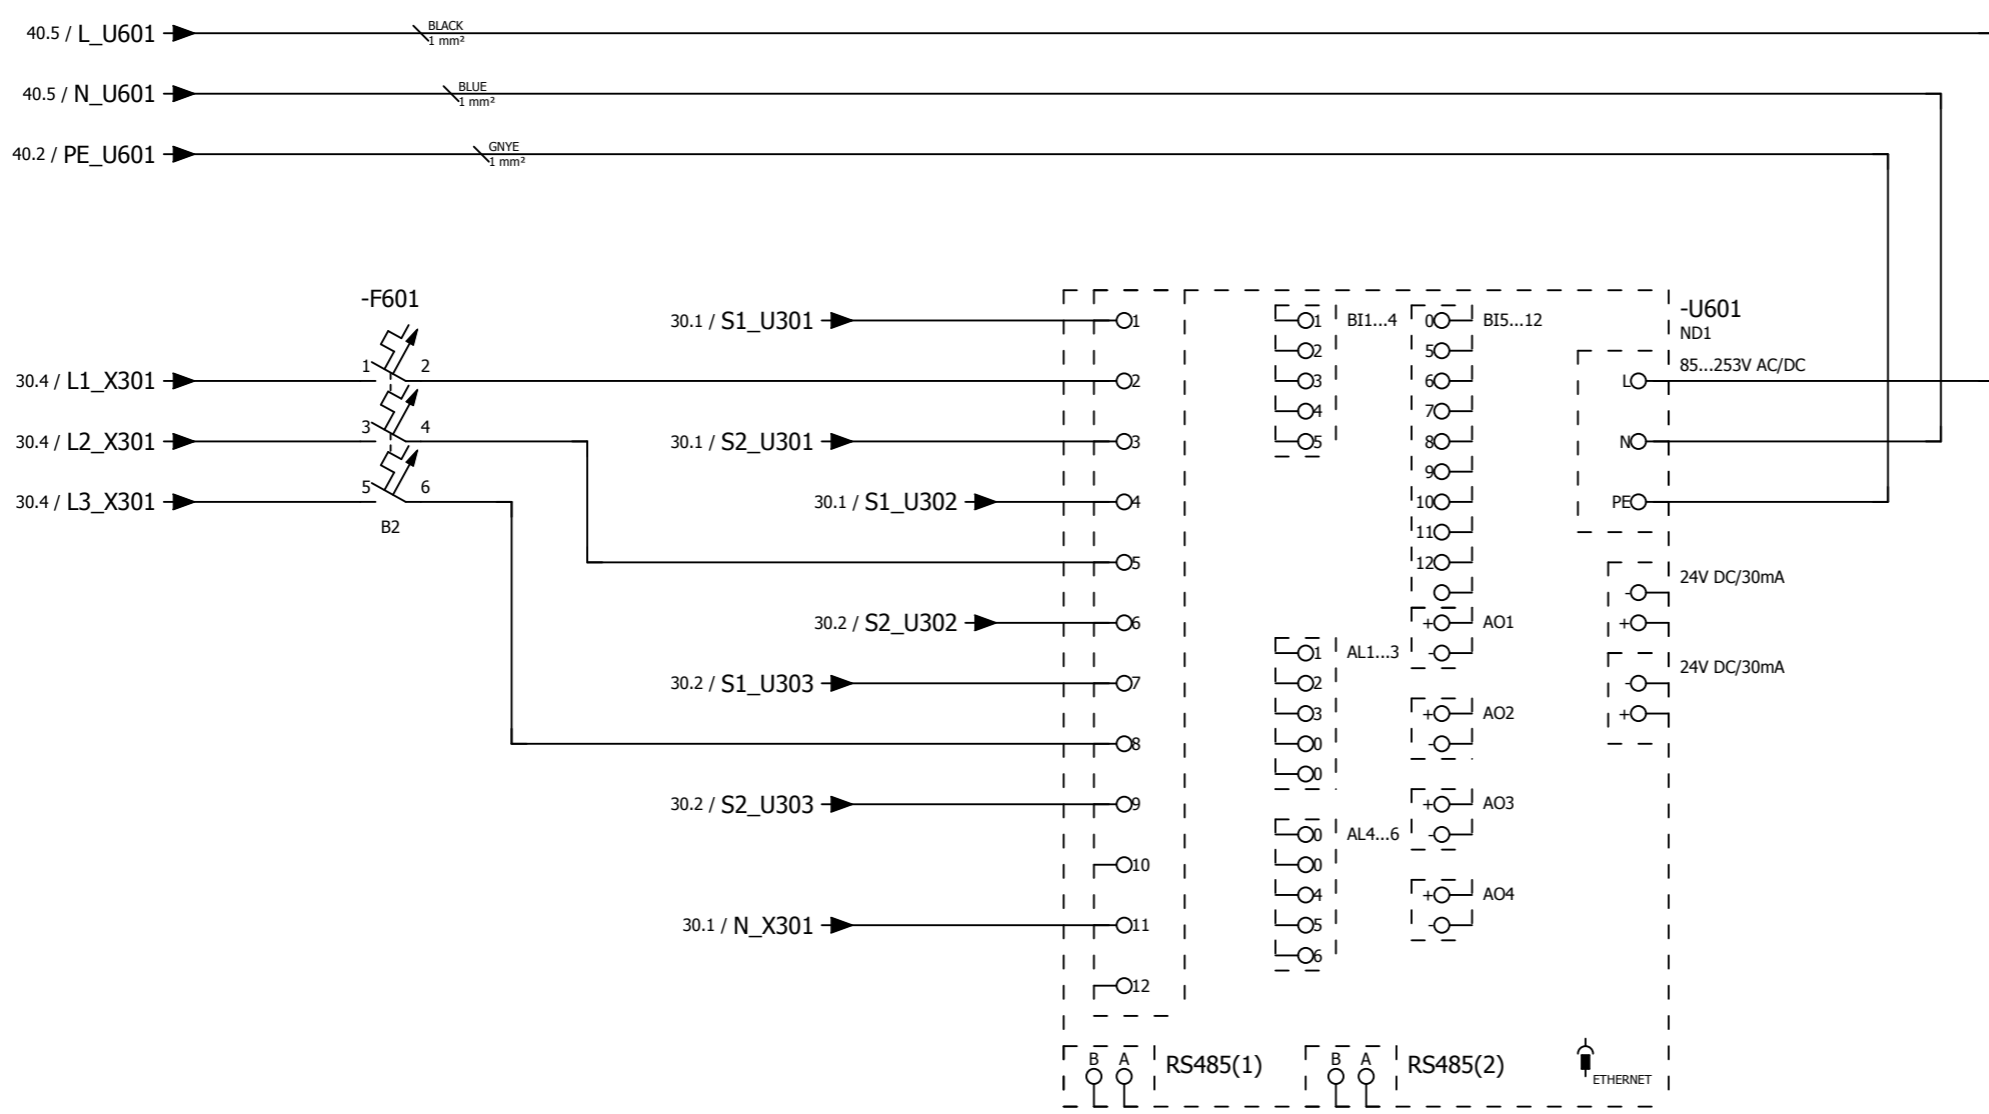 40.5 / L_U601
BLACK
1 mm²
40.5 / N_U601
BLUE
1 mm²
40.2 / PE_U601
GNYE
1 mm²
-F601
30.4 / L1_X301
1 2
30.4 / L2_X301
3 4
30.4 / L3_X301
5 6
B2
30.1 / S1_U301
30.1 / S2_U301
30.1 / S1_U302
30.2 / S2_U302
30.2 / S1_U303
30.2 / S2_U303
30.1 / N_X301
1
2
3
4
5
6
7
8
9
10
11
12
BI1...4
1
2
3
4
5
AL1...3
1
2
3
0
0
AL4...6
0
0
4
5
6
BI5...12
0
5
6
7
8
9
10
11
12
AO1
+
-
AO2
+
-
AO3
+
-
AO4
+
-
-U601
ND1
85...253V AC/DC
L
N
PE
24V DC/30mA
-
+
24V DC/30mA
-
+
B A
RS485(1)
B A
RS485(2)
ETHERNET